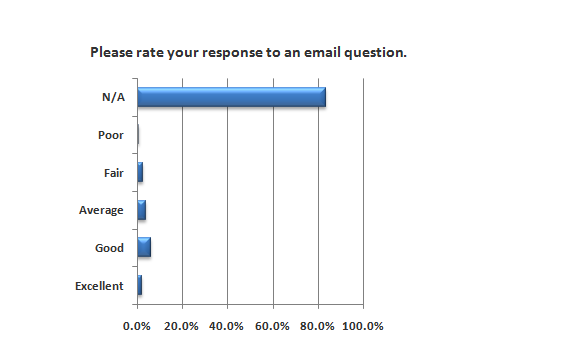 Please rate your response to an email question.
N/A
Poor
Fair
Average
Good
Excellent
0.0% 20.0% 40.0% 60.0% 80.0% 100.0%